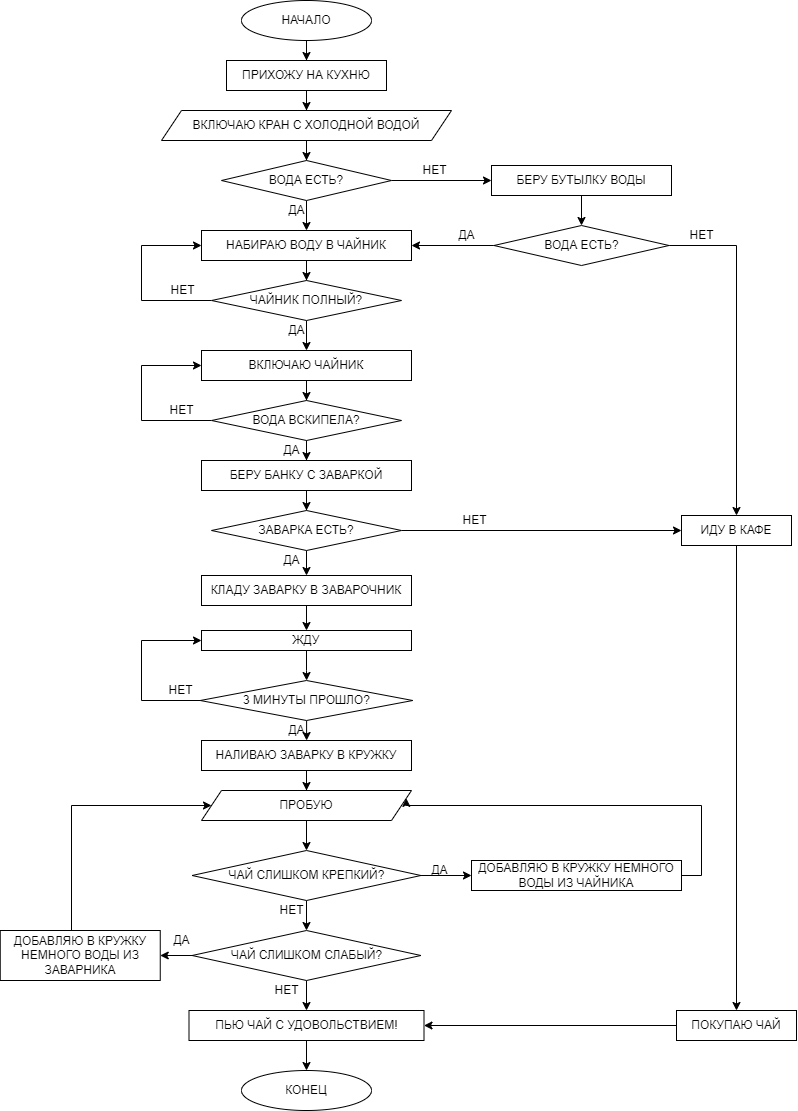 НАЧАЛО
ПРИХОЖУ НА КУХНЮ
ВКЛЮЧАЮ КРАН С ХОЛОДНОЙ ВОДОЙ
ВОДА ЕСТЬ?
НЕТ
БЕРУ БУТЫЛКУ ВОДЫ
ДА
НАБИРАЮ ВОДУ В ЧАЙНИК
ДА
ВОДА ЕСТЬ?
НЕТ
НЕТ
ЧАЙНИК ПОЛНЫЙ?
ДА
ВКЛЮЧАЮ ЧАЙНИК
НЕТ
ВОДА ВСКИПЕЛА?
ДА
БЕРУ БАНКУ С ЗАВАРКОЙ
ЗАВАРКА ЕСТЬ?
НЕТ
ИДУ В КАФЕ
ДА
КЛАДУ ЗАВАРКУ В ЗАВАРОЧНИК
ЖДУ
НЕТ
3 МИНУТЫ ПРОШЛО?
ДА
НАЛИВАЮ ЗАВАРКУ В КРУЖКУ
ПРОБУЮ
ЧАЙ СЛИШКОМ КРЕПКИЙ?
ДА
ДОБАВЛЯЮ В КРУЖКУ НЕМНОГО
ВОДЫ ИЗ ЧАЙНИКА
НЕТ
ДОБАВЛЯЮ В КРУЖКУ
НЕМНОГО ВОДЫ ИЗ
ЗАВАРНИКА
ДА
ЧАЙ СЛИШКОМ СЛАБЫЙ?
НЕТ
ПЬЮ ЧАЙ С УДОВОЛЬСТВИЕМ!
ПОКУПАЮ ЧАЙ
КОНЕЦ